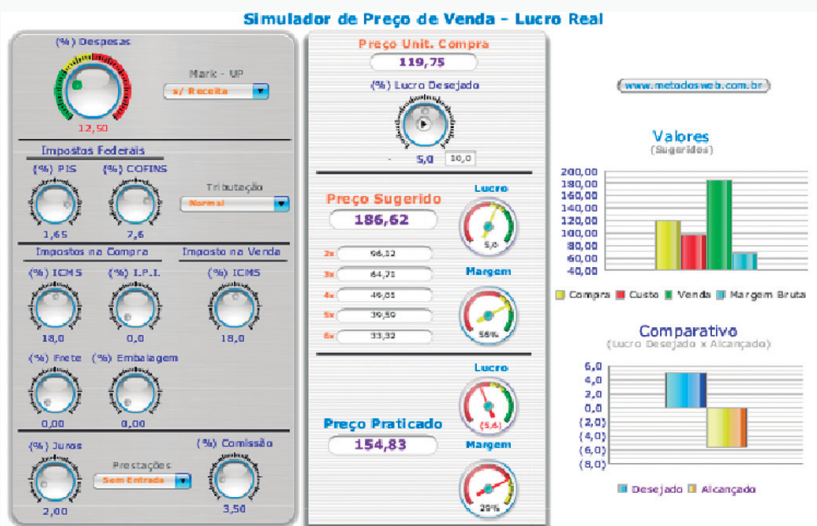 Simulador de Preço de Venda - Lucro Real
(%) Despesas
12,50
Mark - UP
s/ Receita
Impostos Federais
(%) PIS
(%) COFINS
1,65
7,6
Tributação
Normal
Impostos na Compra
Imposto na Venda
(%) ICMS
(%) I.P.I.
(%) ICMS
18,0
0,0
18,0
(%) Frete
(%) Embalagem
0,00
0,00
(%) Juros
Prestações
(%) Comissão
Sem Entrada
2,00
3,50
Preço Unit. Compra
119,75
(%) Lucro Desejado
- 5,0 10,0
Preço Sugerido
186,62
Lucro
5,0
2x 96,12
3x 64,71
4x 49,01
5x 39,59
6x 33,32
Margem
56%
Preço Praticado
154,83
Lucro
(5,6)
Margem
29%
www.metodosweb.com.br
Valores
(Sugeridos)
200,00
180,00
160,00
140,00
120,00
100,00
80,00
60,00
40,00
Compra Custo Venda Margem Bruta
Comparativo
(Lucro Desejado x Alcançado)
6,0
4,0
2,0
0,0
(2,0)
(4,0)
(6,0)
(8,0)
Desejado Alcançado